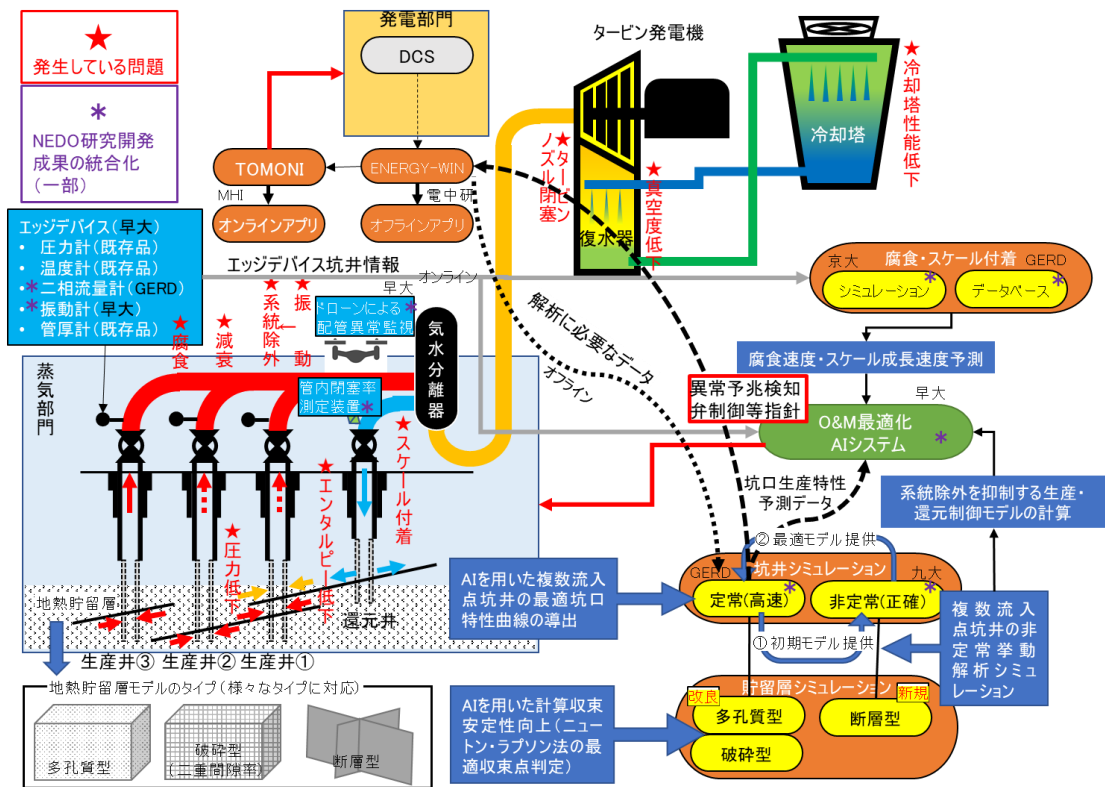 ★
発生している問題
*
NEDO研究開発
成果の統合化
(一部)
発電部門
DCS
TOMONI
ENERGY-WIN
MHI
電中研
オンラインアプリ
オフラインアプリ
タービン発電機
★タービン
ノズル閉塞
復水器
★真空度低下
冷却塔
★冷却塔性能低下
エッジデバイス(早大)
• 圧力計(既存品)
• 温度計(既存品)
• *二相流量計(GERD)
• *振動計(早大)
• 管厚計(既存品)
エッジデバイス坑井情報
オンライン
早大
ドローンによる*
配管異常監視
★腐食
★減衰
★系統除外
←
★振動
気水分離器
蒸気部門
管内閉塞率
測定装置*
★スケール付着
★エンタルピー低下
★圧力低下
地熱貯留層
還元井
生産井③ 生産井② 生産井①
解析に必要なデータ
オフライン
京大
腐食・スケール付着
GERD
シミュレーション*
データベース*
腐食速度・スケール成長速度予測
異常予兆検知
弁制御等指針
早大
O&M最適化
AIシステム
*
坑口生産特性
予測データ
系統除外を抑制する生産・
還元制御モデルの計算
② 最適モデル提供
GERD
坑井シミュレーション
九大
定常(高速)*
非定常(正確)*
① 初期モデル提供
AIを用いた複数流入
点坑井の最適坑口
特性曲線の導出
複数流入
点坑井の非
定常挙動
解析シミュ
レーション
貯留層シミュレーション
改良
新規
多孔質型
断層型
破砕型
AIを用いた計算収束
安定性向上(ニュー
トン・ラプソン法の最
適収束点判定)
地熱貯留層モデルのタイプ(様々なタイプに対応)
多孔質型
破砕型
(二重間隙率)
断層型